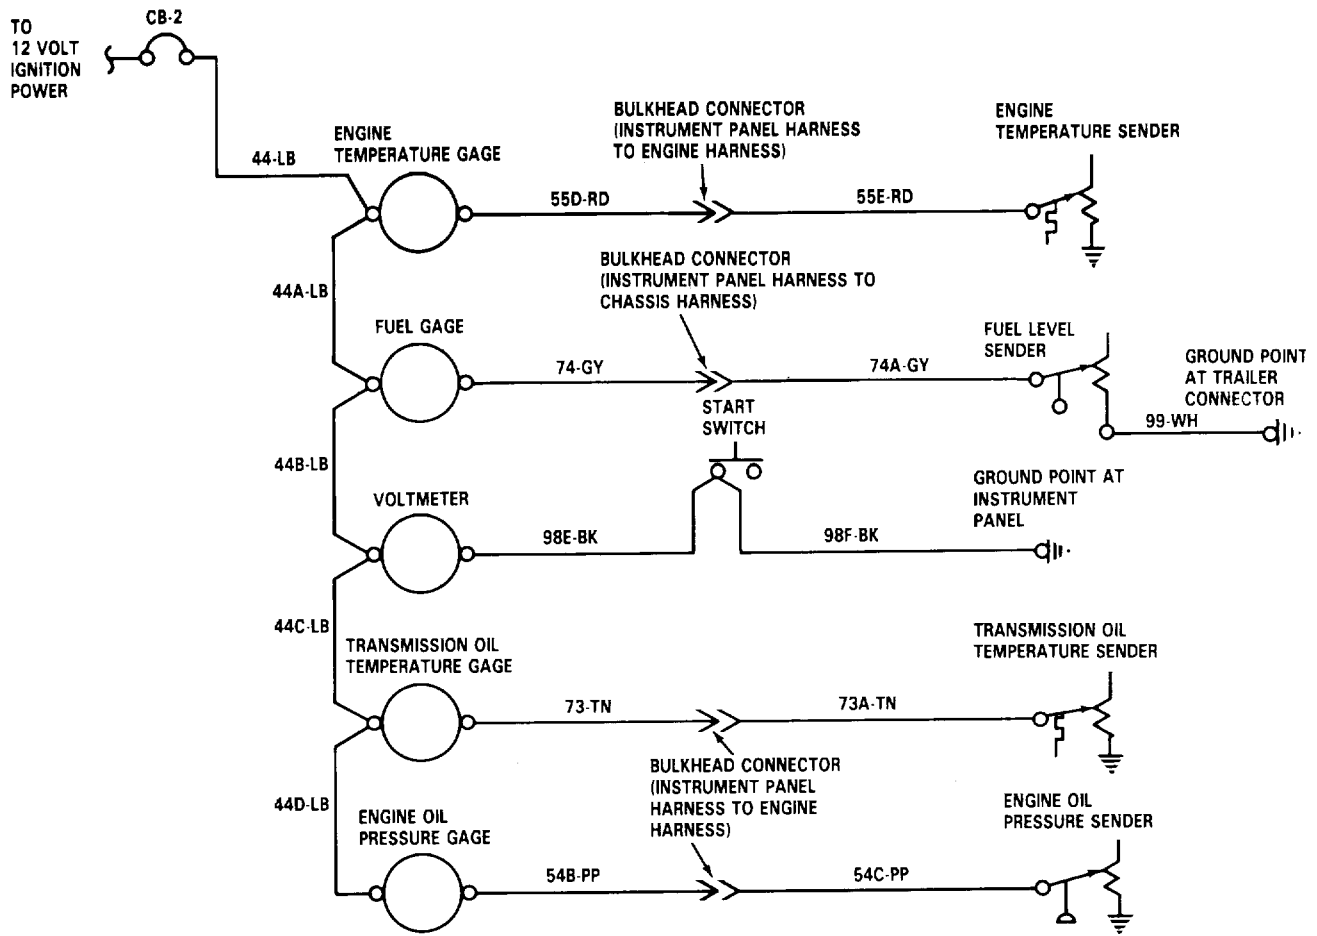 TO
12 VOLT
IGNITION
POWER
CB-2
44-LB
ENGINE
TEMPERATURE GAGE
55D-RD
BULKHEAD CONNECTOR
(INSTRUMENT PANEL HARNESS
TO ENGINE HARNESS)
55E-RD
ENGINE
TEMPERATURE SENDER
44A-LB
FUEL GAGE
74-GY
BULKHEAD CONNECTOR
(INSTRUMENT PANEL HARNESS TO
CHASSIS HARNESS)
74A-GY
FUEL LEVEL
SENDER
99-WH
GROUND POINT
AT TRAILER
CONNECTOR
44B-LB
VOLTMETER
98E-BK
START
SWITCH
98F-BK
GROUND POINT AT
INSTRUMENT
PANEL
44C-LB
TRANSMISSION OIL
TEMPERATURE GAGE
73-TN
73A-TN
TRANSMISSION OIL
TEMPERATURE SENDER
BULKHEAD CONNECTOR
(INSTRUMENT PANEL
HARNESS TO ENGINE
HARNESS)
44D-LB
ENGINE OIL
PRESSURE GAGE
54B-PP
54C-PP
ENGINE OIL
PRESSURE SENDER